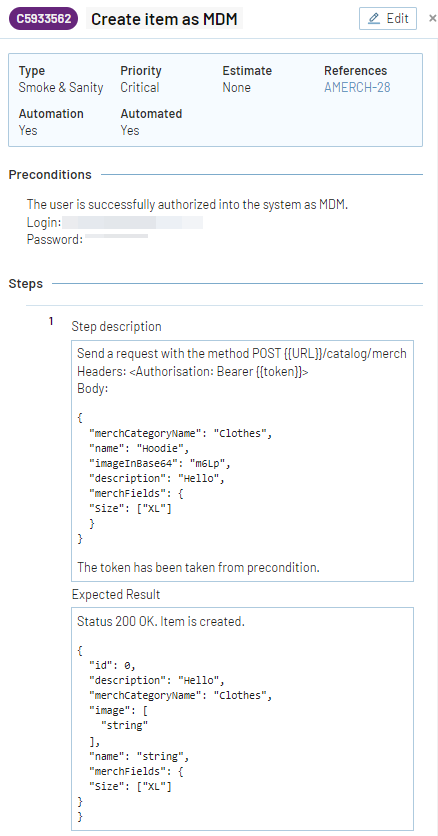 C5933562 Create item as MDM Edit ×
Type Priority Estimate References
Smoke & Sanity Critical None AMERCH-28
Automation Automated
Yes Yes
Preconditions
The user is successfully authorized into the system as MDM.
Login:
Password:
Steps
1 Step description
Send a request with the method POST {{URL}}/catalog/merch
Headers: <Authorisation: Bearer {{token}}>
Body:
{
"merchCategoryName": "Clothes",
"name": "Hoodie",
"imageInBase64": "m6Lp",
"description": "Hello",
"merchFields": {
"Size": ["XL"]
}
}
The token has been taken from precondition.
Expected Result
Status 200 OK. Item is created.
{
"id": 0,
"description": "Hello",
"merchCategoryName": "Clothes",
"image": [
"string"
],
"name": "string",
"merchFields": {
"Size": ["XL"]
}
}